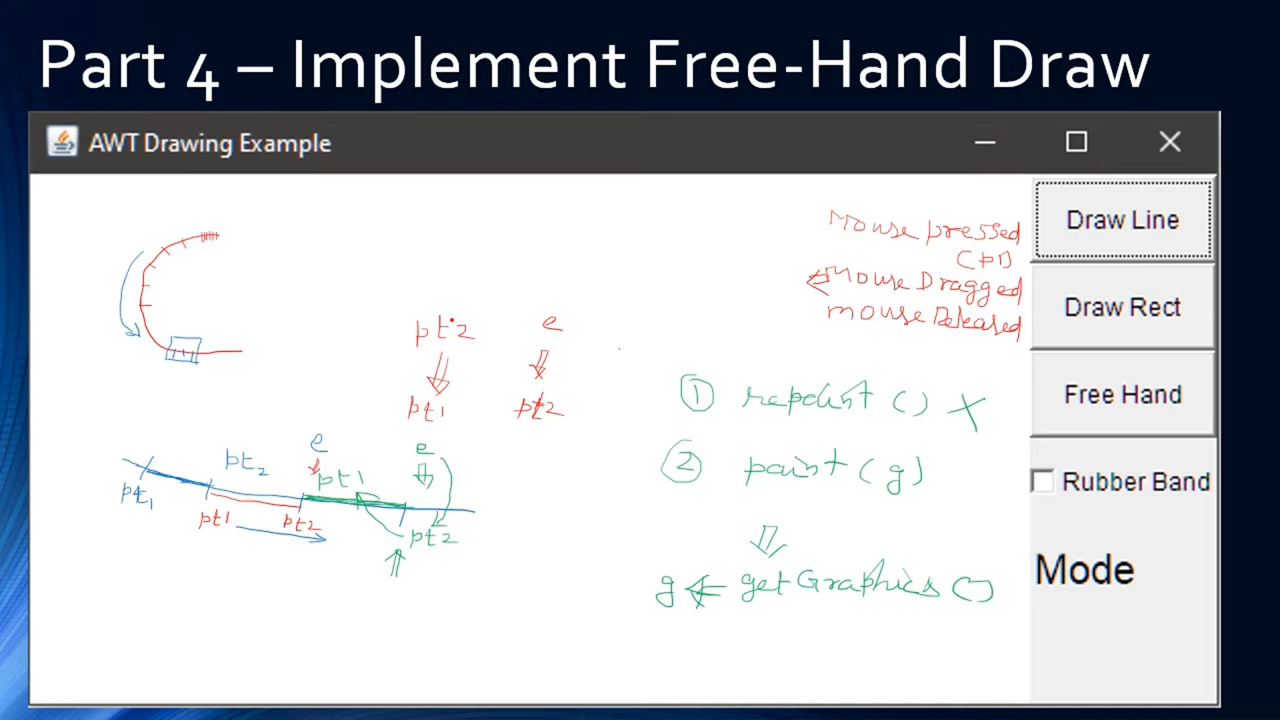 Part 4 – Implement Free-Hand Draw
AWT Drawing Example
Draw Line
Draw Rect
Free Hand
Rubber Band
Mode
Mouse pressed
Mouse Dragged
mouse Released
pt2 e
pt1 pt2
① repaint ()
② paint (g)
g getGraphics ()
e e
pt2 pt1
pt1 pt1 pt2 pt2